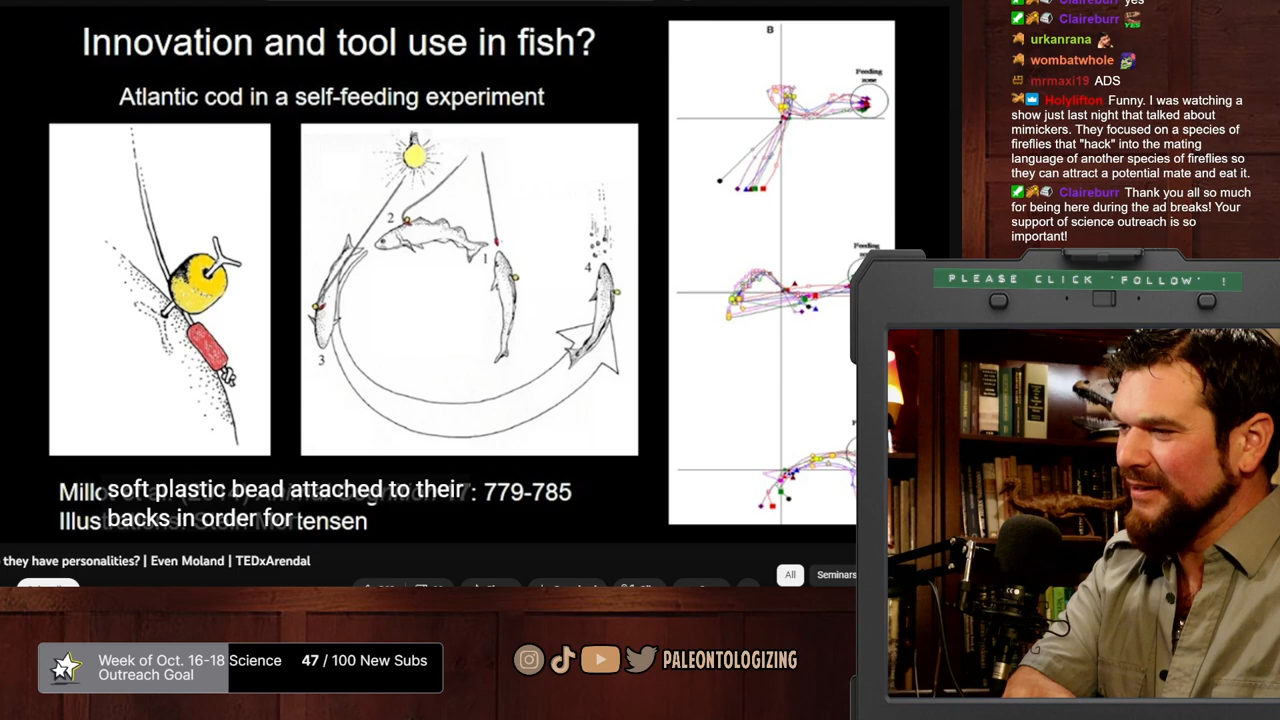 Innovation and tool use in fish?
Atlantic cod in a self-feeding experiment
B
Feeding
zone
1
2
3
4
soft plastic bead attached to their
: 779-785
backs in order for
Illus
tensen
they have personalities? | Even Moland | TEDxArendal
All
Seminars
Week of Oct. 16-18 Science
Outreach Goal
47 / 100 New Subs
PALEONTOLOGIZING
yes
Claireburr
YES
urkanrana
wombatwhole
mrmaxi19 ADS
Holylifton Funny. I was watching a
show just last night that talked about
mimickers. They focused on a species of
fireflies that "hack" into the mating
language of another species of fireflies so
they can attract a potential mate and eat it.
Claireburr Thank you all so much
for being here during the ad breaks! Your
support of science outreach is so
important!
PLEASE CLICK 'FOLLOW' !